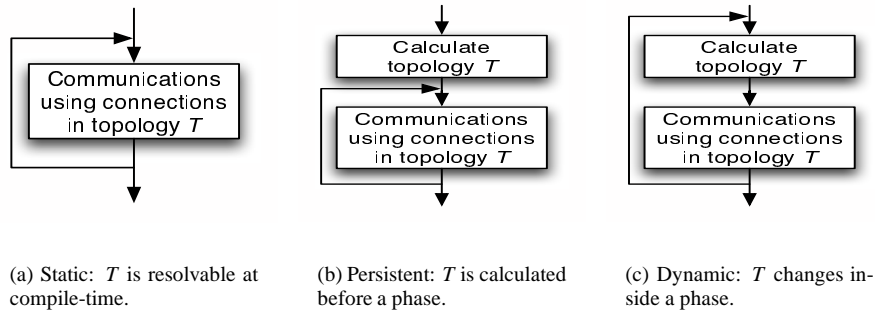 Communications
using connections
in topology T
Calculate
topology T
Communications
using connections
in topology T
Calculate
topology T
Communications
using connections
in topology T
(a) Static: T is resolvable at
compile-time.
(b) Persistent: T is calculated
before a phase.
(c) Dynamic: T changes in-
side a phase.